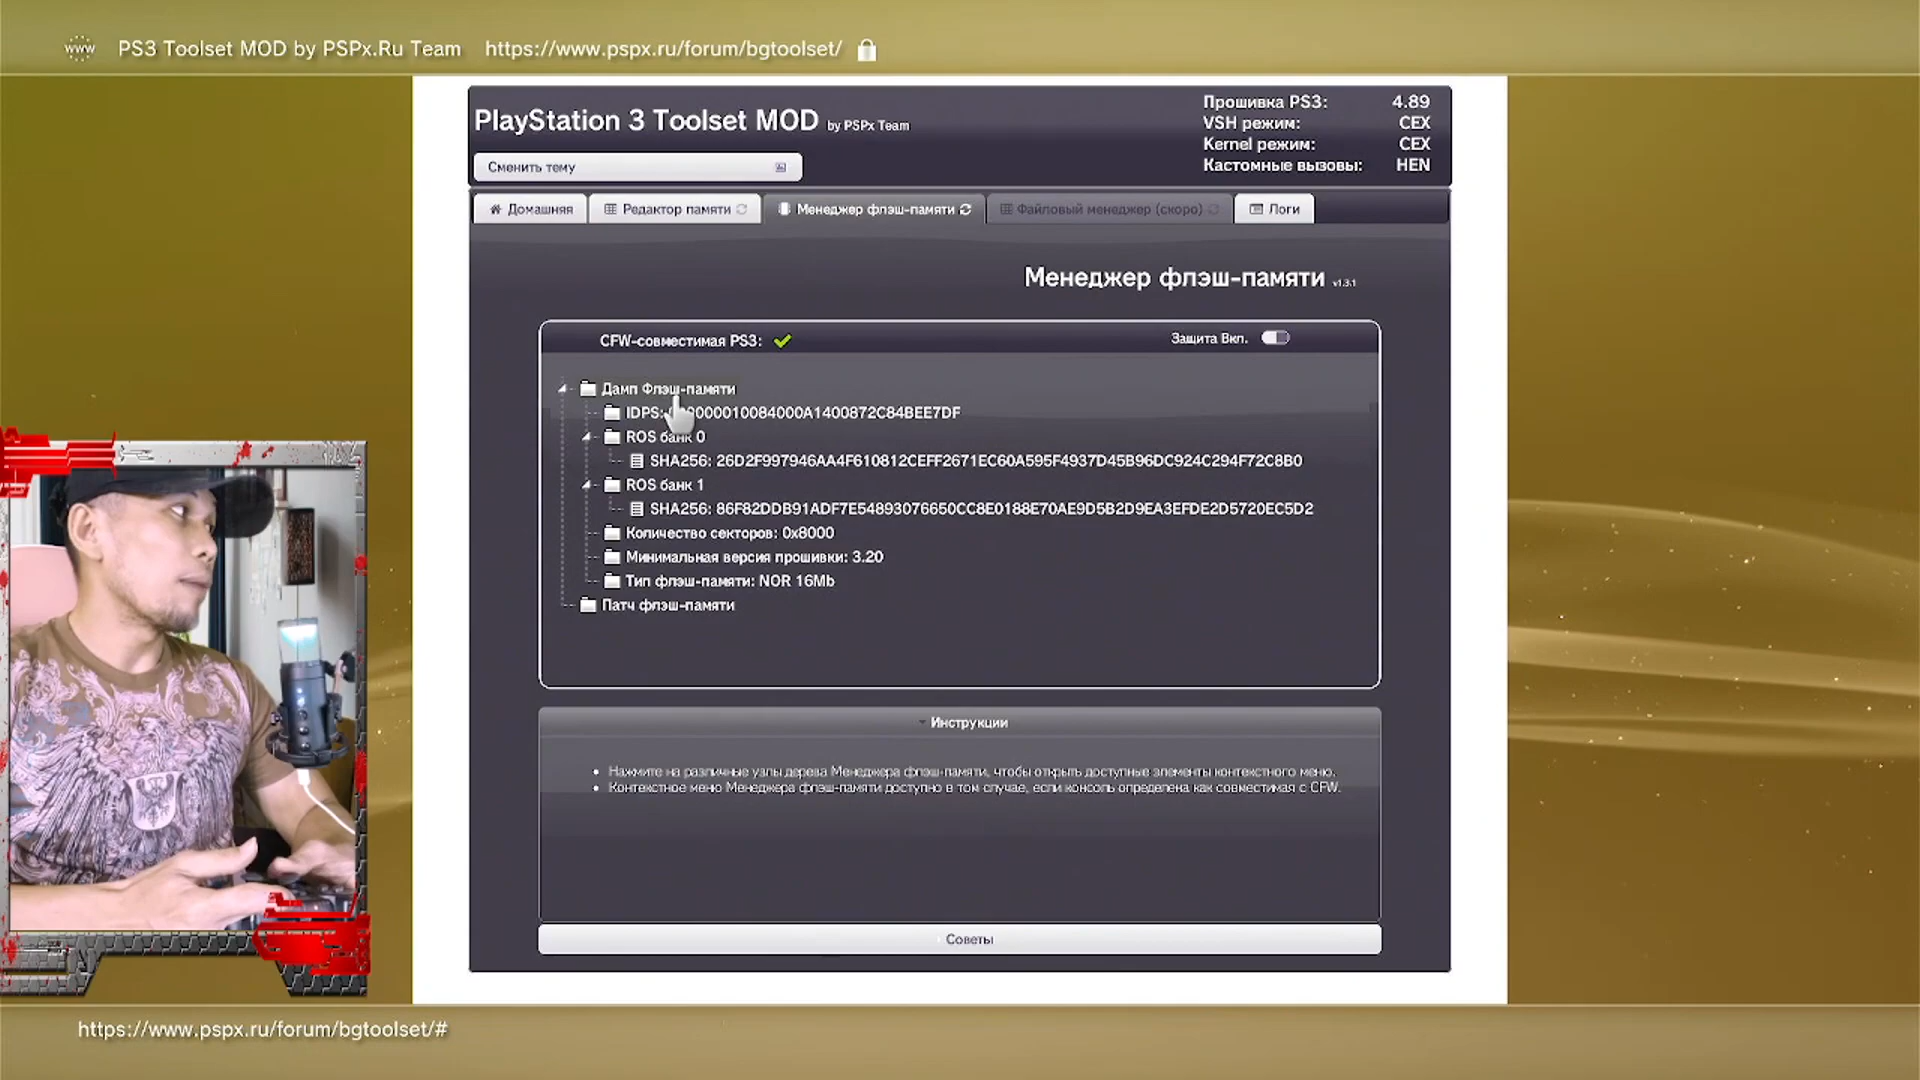 www PS3 Toolset MOD by PSPx.Ru Team https://www.pspx.ru/forum/bgtoolset/
PlayStation 3 Toolset MOD by PSPx Team
Прошивка PS3: 4.89
VSH режим: CEX
Kernel режим: CEX
Кастомные вызовы: HEN
Сменить тему
Домашняя Редактор памяти Менеджер флэш-памяти Файловый менеджер (скоро) Логи
Менеджер флэш-памяти v1.3.1
CFW-совместимая PS3: Защита Вкл.
Дамп Флэш-памяти
IDPS: 000010084000A1400872C84BEE7DF
ROS банк 0
SHA256: 26D2F997946AA4F610812CEFF2671EC60A595F4937D45B96DC924C294F72C8B0
ROS банк 1
SHA256: 86F82DDB91ADF7E54893076650CC8E0188E70AE9D5B2D9EA3EFDE2D5720EC5D2
Количество секторов: 0x8000
Минимальная версия прошивки: 3.20
Тип флэш-памяти: NOR 16Mb
Патч флэш-памяти
Инструкции
Нажмите на различные узлы дерева Менеджера флэш-памяти, чтобы открыть доступные элементы контекстного меню.
Контекстное меню Менеджера флэш-памяти доступно в том случае, если консоль определена как совместимая с CFW.
Советы
https://www.pspx.ru/forum/bgtoolset/#